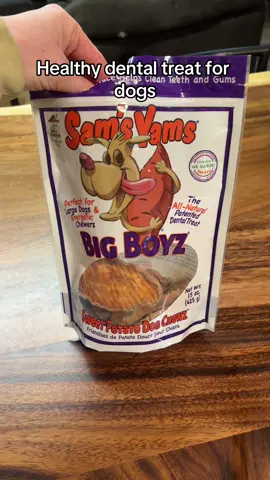 Healthy dental treat for
dogs
Helps Clean Teeth and Gums
Sam's Yams®
Perfect for
Large Dogs &
Energetic
Chewers
The
All-Natural
Patented
Dental Treat
BIG BOYZ
Net Wt.
15 oz.
(425 g)
SWEET POTATO DOG CHEWZ
Friandises de Patate Douce pour Chiens